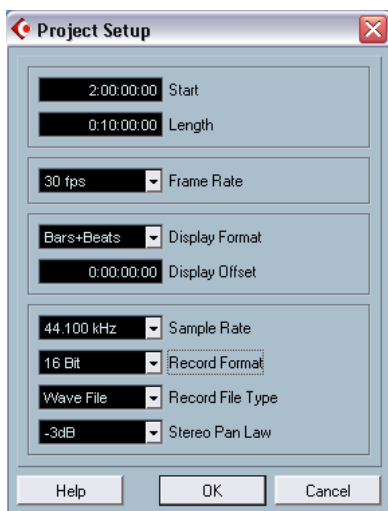 Project Setup
2:00:00:00 Start
0:10:00:00 Length
30 fps Frame Rate
Bars+Beats Display Format
0:00:00:00 Display Offset
44.100 kHz Sample Rate
16 Bit Record Format
Wave File Record File Type
-3dB Stereo Pan Law
Help OK Cancel